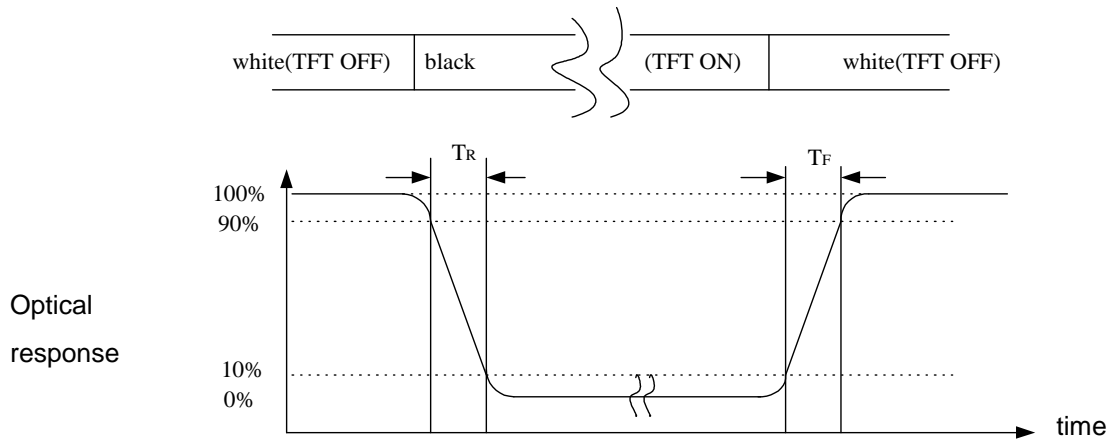 white(TFT OFF) black (TFT ON) white(TFT OFF)
TR TF
100%
90%
Optical
response
10%
0%
time